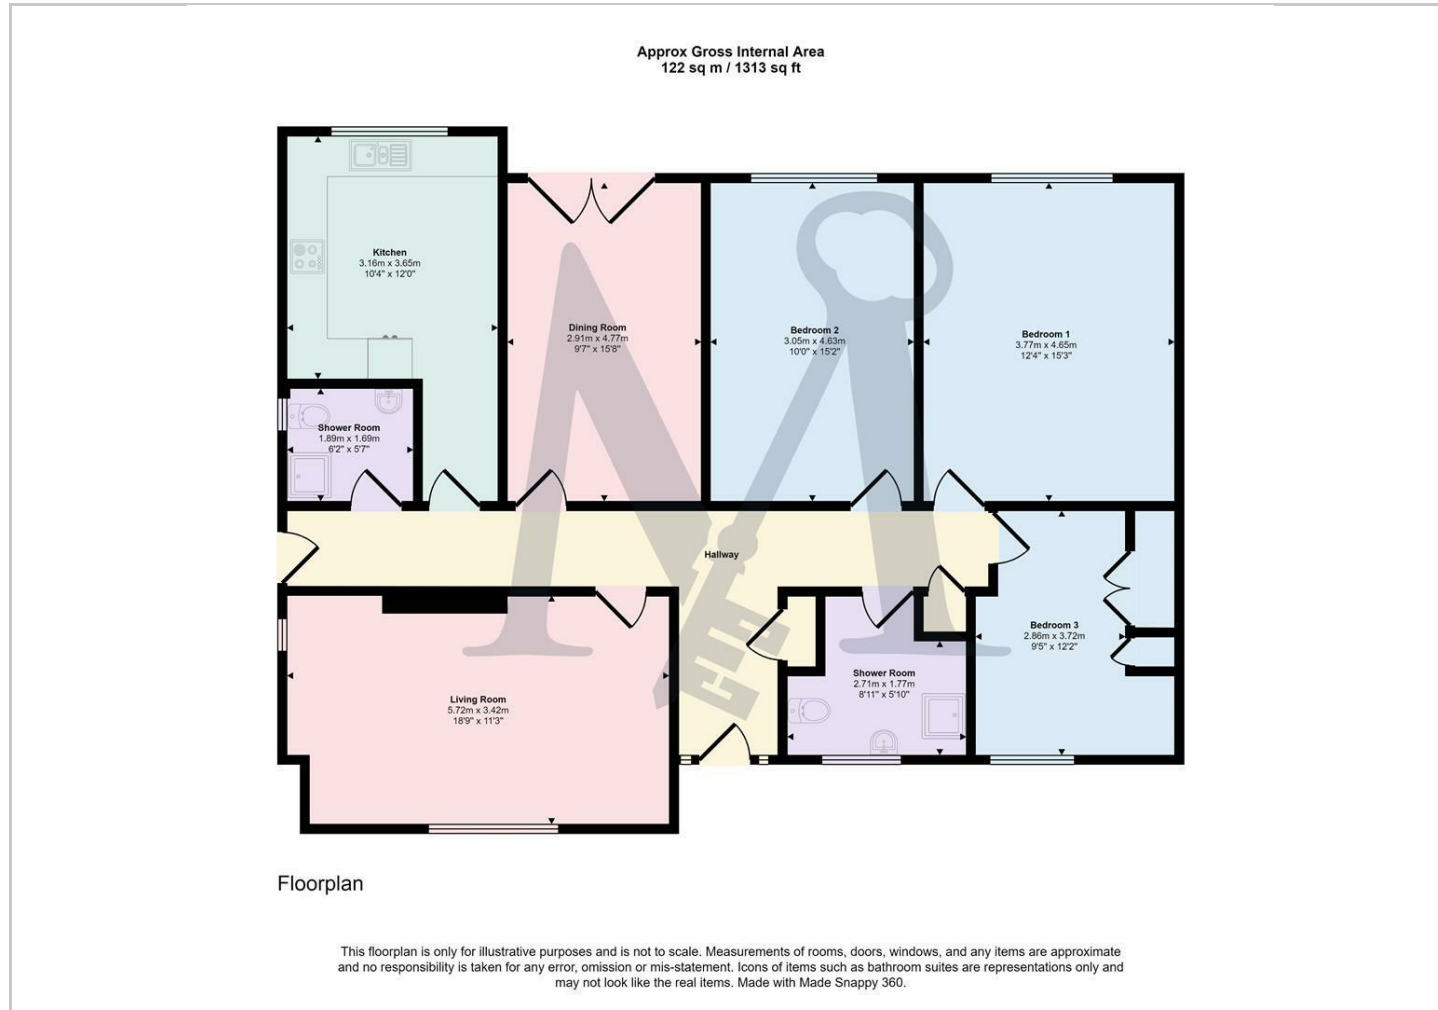 Approx Gross Internal Area
122 sq m / 1313 sq ft
Kitchen
3.16m x 3.65m
10'4" x 12'0"
Dining Room
2.91m x 4.77m
9'7" x 15'8"
Bedroom 2
3.05m x 4.63m
10'0" x 15'2"
Bedroom 1
3.77m x 4.65m
12'4" x 15'3"
Shower Room
1.89m x 1.69m
6'2" x 5'7"
Hallway
Living Room
5.72m x 3.42m
18'9" x 11'3"
Shower Room
2.71m x 1.77m
8'11" x 5'10"
Bedroom 3
2.86m x 3.72m
9'5" x 12'2"
Floorplan
This floorplan is only for illustrative purposes and is not to scale. Measurements of rooms, doors, windows, and any items are approximate
and no responsibility is taken for any error, omission or mis-statement. Icons of items such as bathroom suites are representations only and
may not look like the real items. Made with Made Snappy 360.